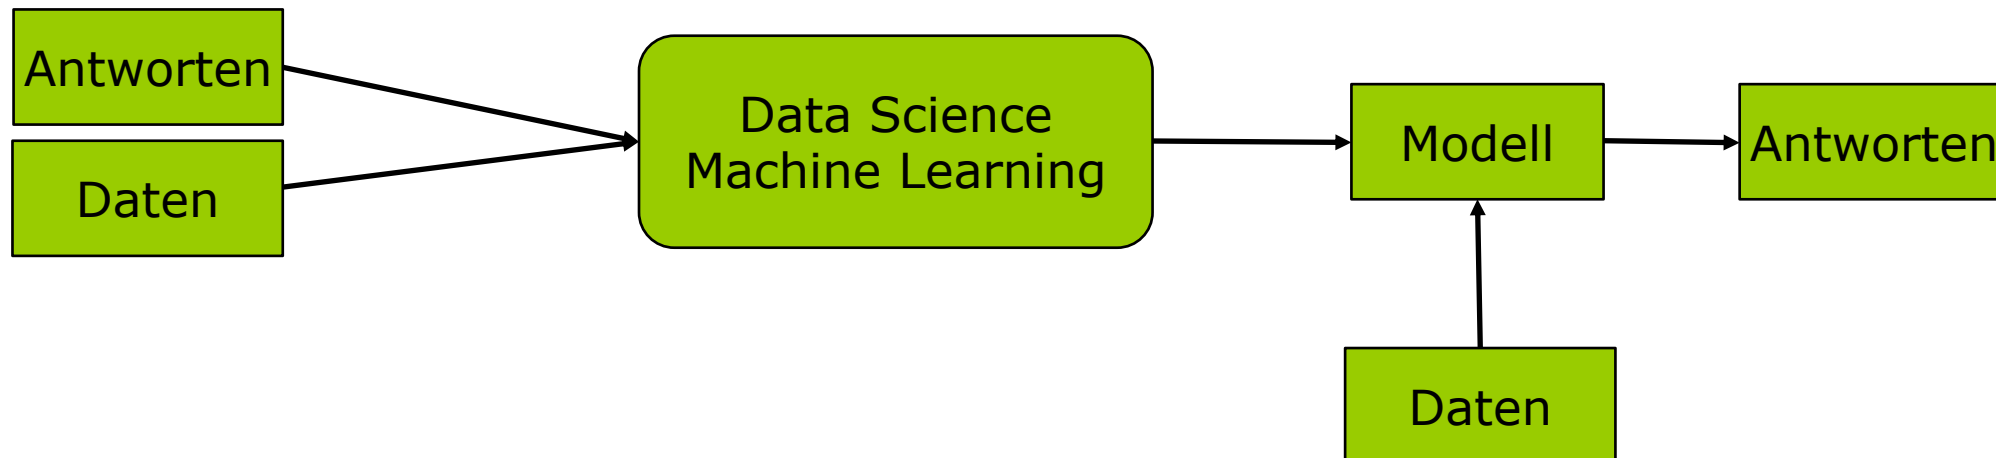 Antworten
Daten
Data Science
Machine Learning
Modell
Antworten
Daten